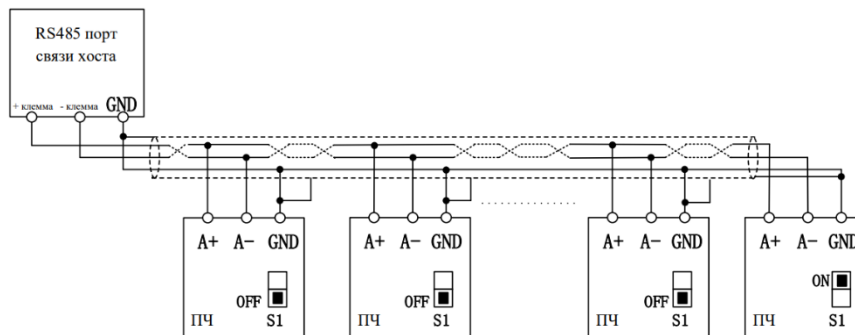 RS485 порт
связи хоста
+ клемма - клемма GND
A+ A- GND A+ A- GND A+ A- GND A+ A- GND
OFF OFF OFF ON
ПЧ S1 ПЧ S1 ПЧ S1 ПЧ S1